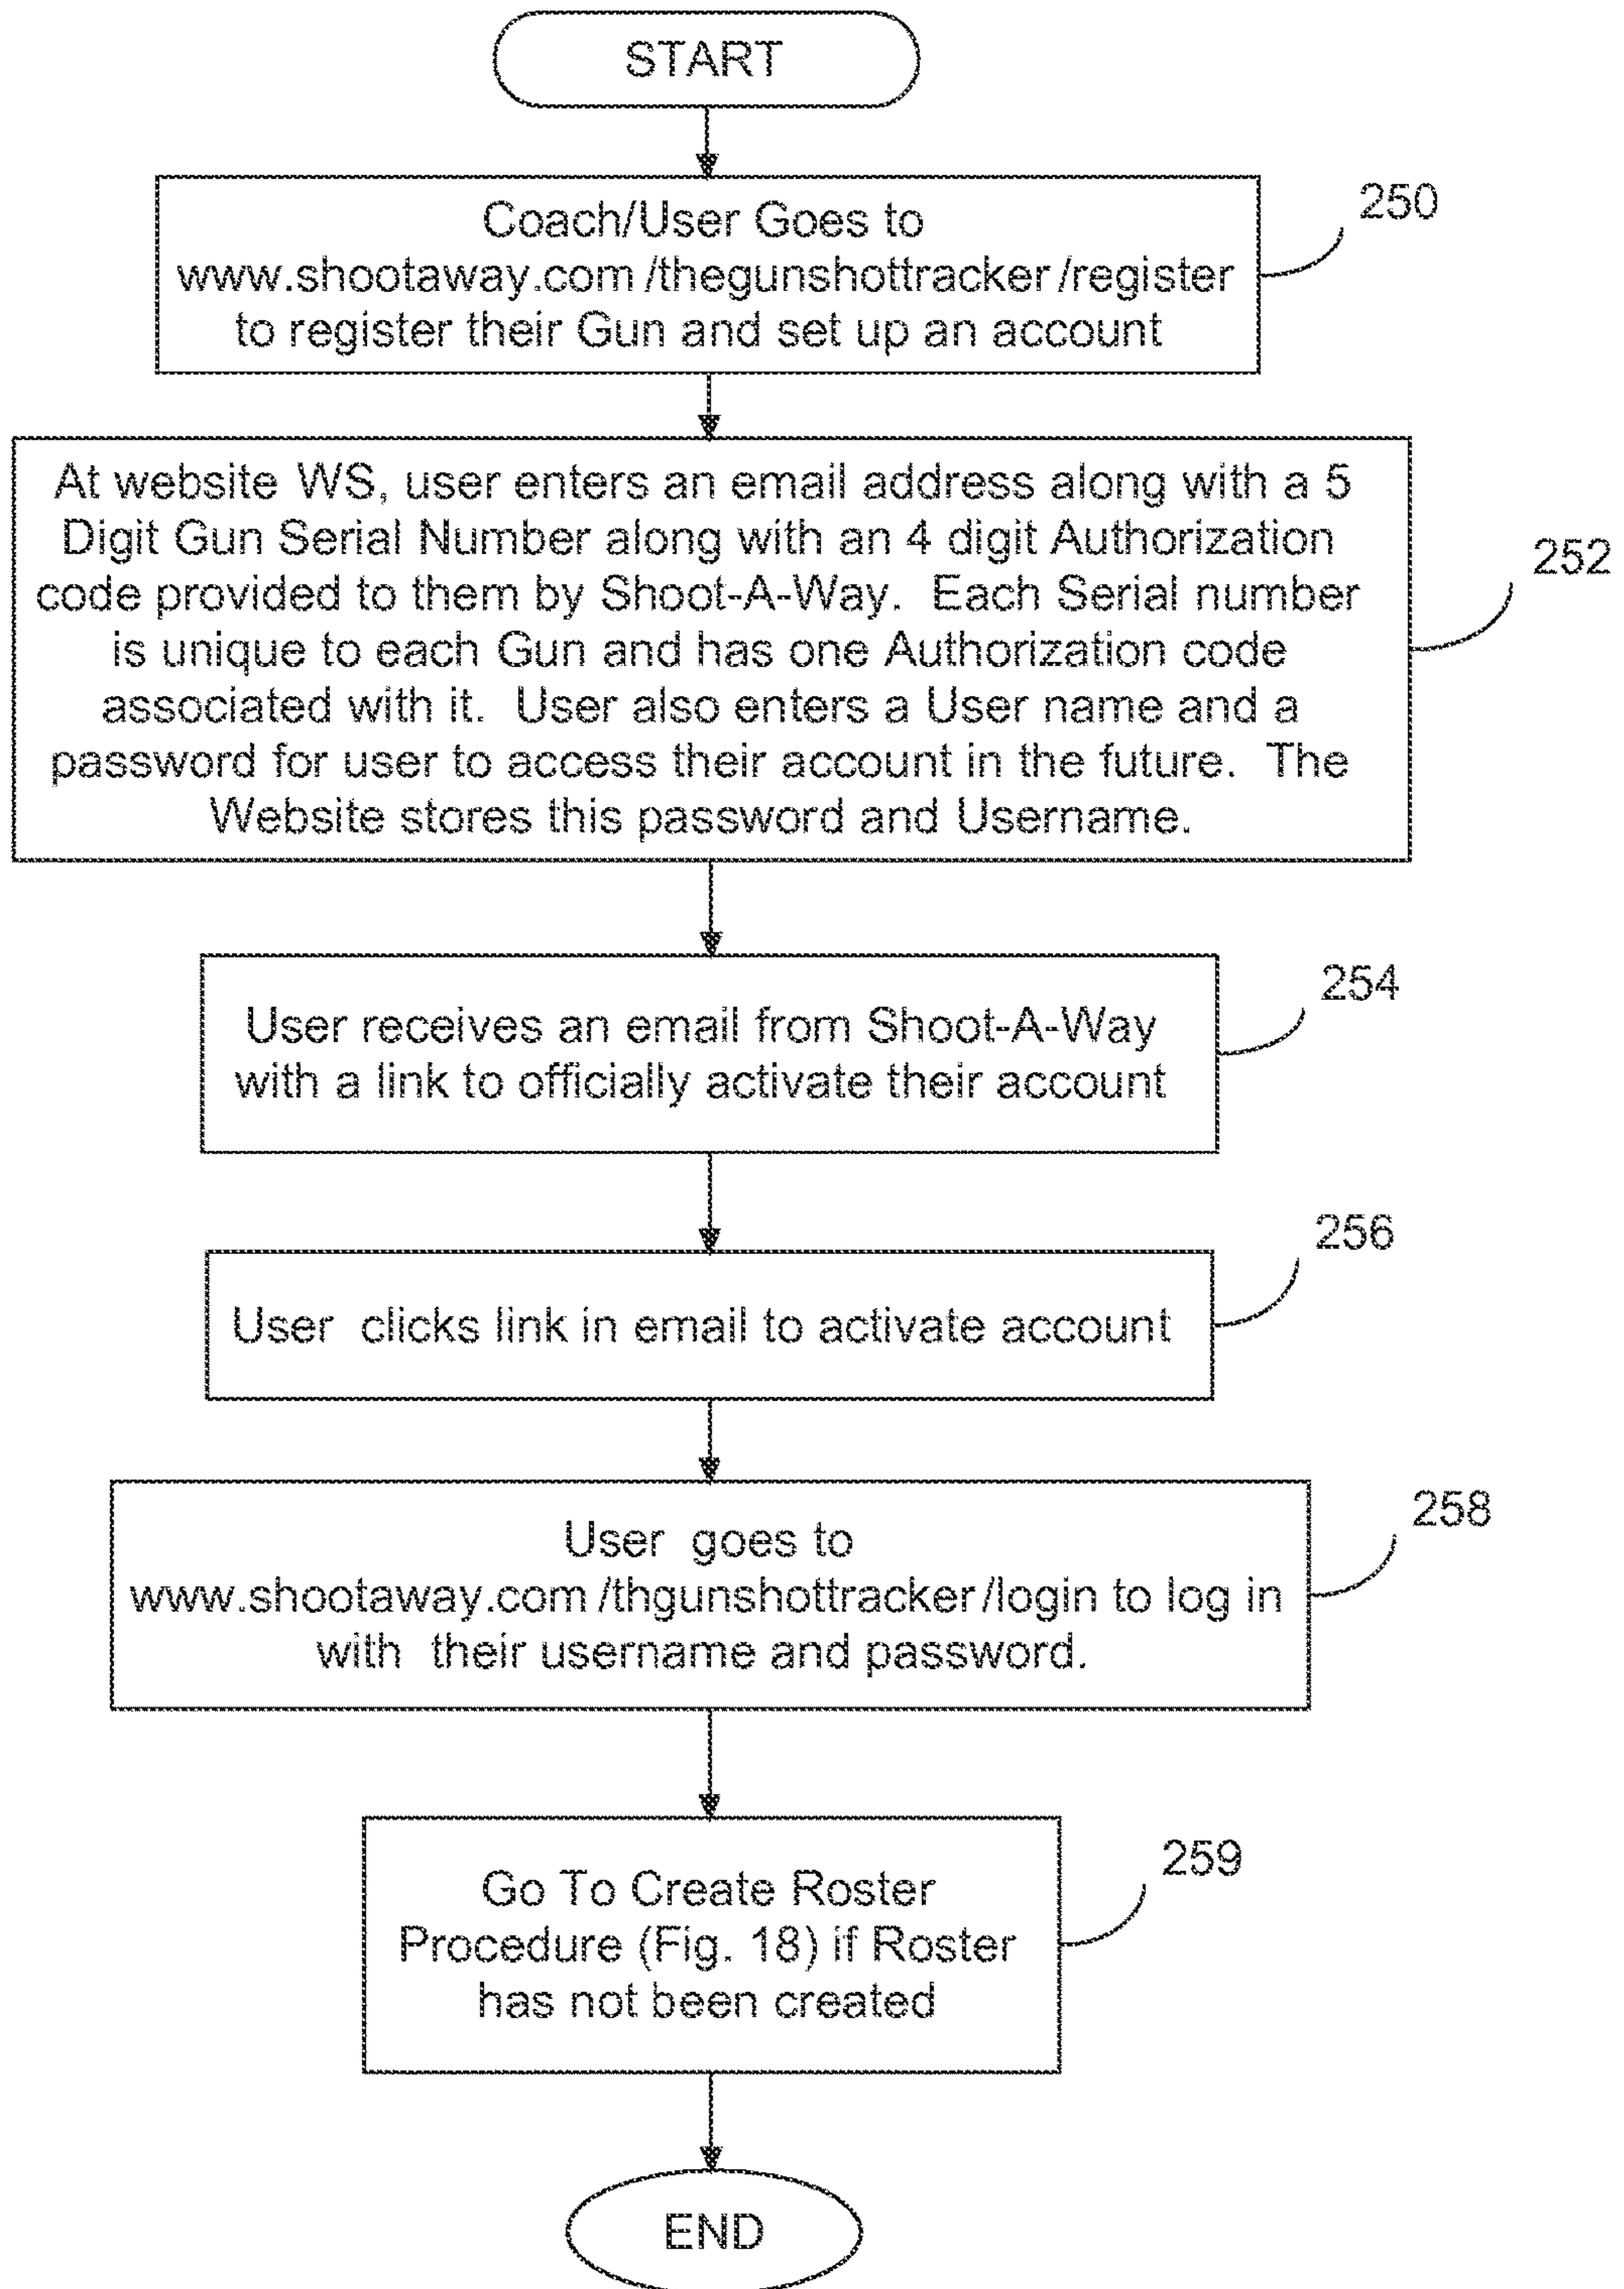 START
Coach/User Goes to
www.shootaway.com/thegunshottracker/register
to register their Gun and set up an account
250
At website WS, user enters an email address along with a 5
Digit Gun Serial Number along with an 4 digit Authorization
code provided to them by Shoot-A-Way. Each Serial number
is unique to each Gun and has one Authorization code
associated with it. User also enters a User name and a
password for user to access their account in the future. The
Website stores this password and Username.
252
User receives an email from Shoot-A-Way
with a link to officially activate their account
254
User clicks link in email to activate account
256
User goes to
www.shootaway.com/thgunshottracker/login to log in
with their username and password.
258
Go To Create Roster
Procedure (Fig. 18) if Roster
has not been created
259
END